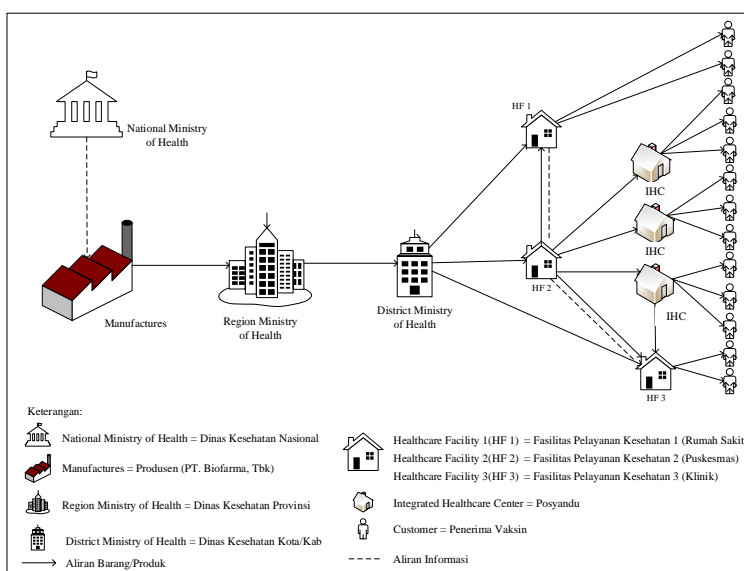 HF 1
National Ministry
of Health
IHC
IHC
HF 2
Manufactures
Region Ministry
of Health
District Ministry
of Health
IHC
HF 3
Keterangan:
National Ministry of Health = Dinas Kesehatan Nasional
Manufactures = Produsen (PT. Biofarma, Tbk)
Region Ministry of Health = Dinas Kesehatan Provinsi
District Ministry of Health = Dinas Kesehatan Kota/Kab
Aliran Barang/Produk
Healthcare Facility 1(HF 1) = Fasilitas Pelayanan Kesehatan 1 (Rumah Sakit
Healthcare Facility 2(HF 2) = Fasilitas Pelayanan Kesehatan 2 (Puskesmas)
Healthcare Facility 3(HF 3) = Fasilitas Pelayanan Kesehatan 3 (Klinik)
Integrated Healthcare Center = Posyandu
Customer = Penerima Vaksin
Aliran Informasi